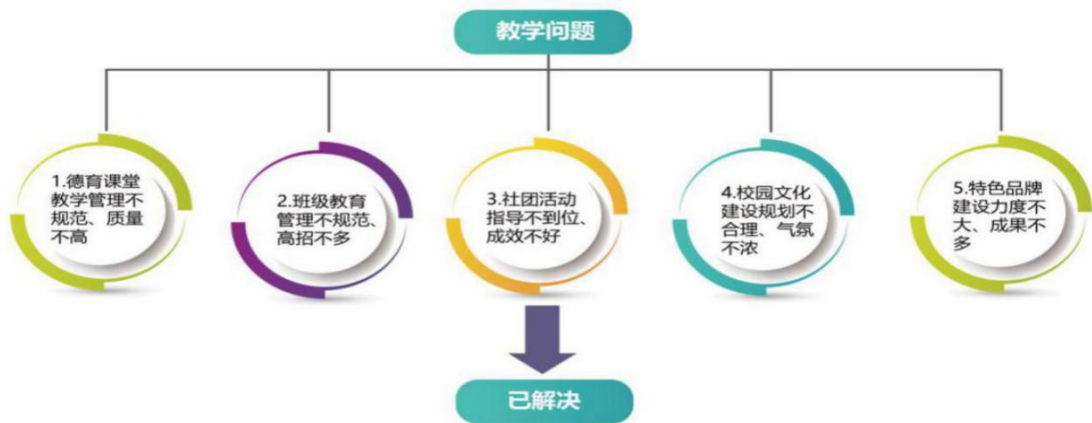 教学问题
1.德育课堂
教学管理不
规范、质量
不高
2.班级教育
管理不规范、
高招不多
3.社团活动
指导不到位、
成效不好
4.校园文化
建设规划不
合理、气氛
不浓
5.特色品牌
建设力度不
大、成果不
多
已解决